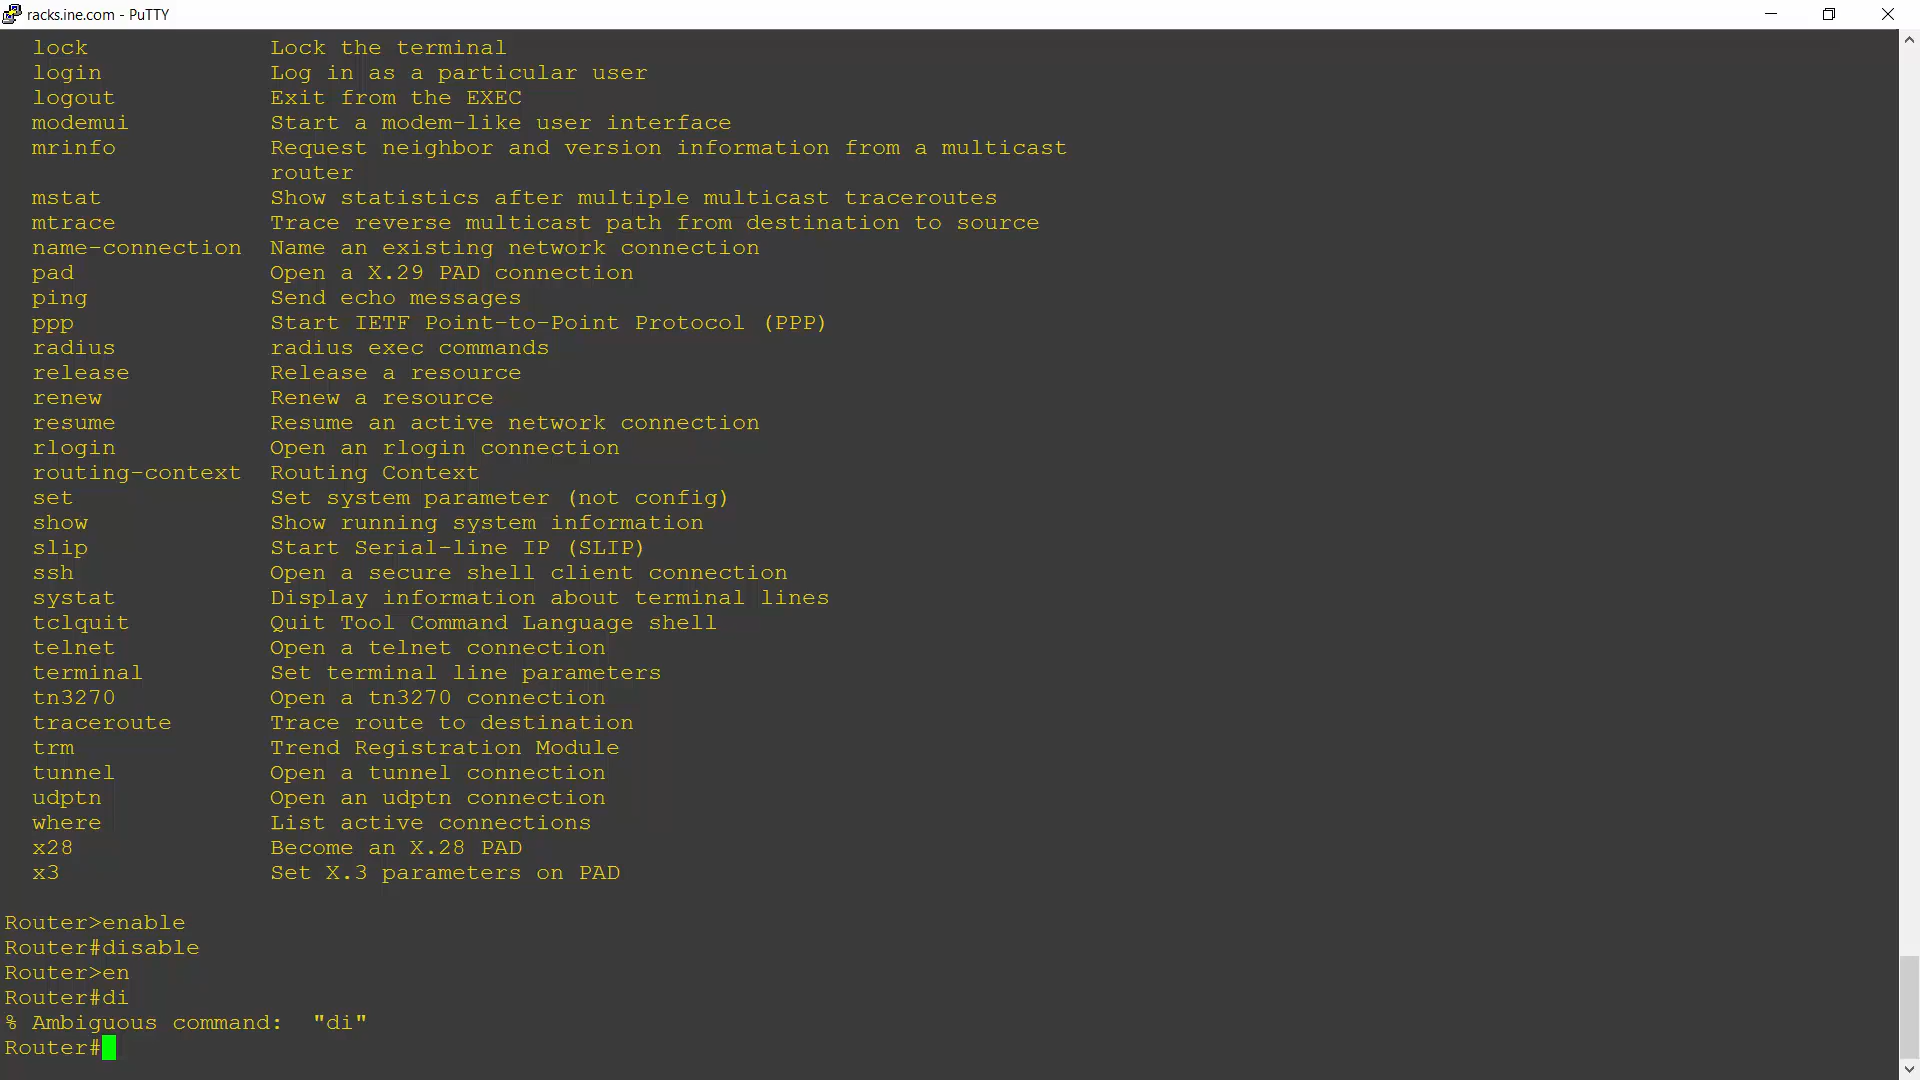 racks.ine.com - PuTTY
lock Lock the terminal
login Log in as a particular user
logout Exit from the EXEC
modemui Start a modem-like user interface
mrinfo Request neighbor and version information from a multicast
router
mstat Show statistics after multiple multicast traceroutes
mtrace Trace reverse multicast path from destination to source
name-connection Name an existing network connection
pad Open a X.29 PAD connection
ping Send echo messages
ppp Start IETF Point-to-Point Protocol (PPP)
radius radius exec commands
release Release a resource
renew Renew a resource
resume Resume an active network connection
rlogin Open an rlogin connection
routing-context Routing Context
set Set system parameter (not config)
show Show running system information
slip Start Serial-line IP (SLIP)
ssh Open a secure shell client connection
systat Display information about terminal lines
tclquit Quit Tool Command Language shell
telnet Open a telnet connection
terminal Set terminal line parameters
tn3270 Open a tn3270 connection
traceroute Trace route to destination
trm Trend Registration Module
tunnel Open a tunnel connection
udptn Open an udptn connection
where List active connections
x28 Become an X.28 PAD
x3 Set X.3 parameters on PAD
Router>enable
Router#disable
Router>en
Router#di
% Ambiguous command:  "di"
Router#